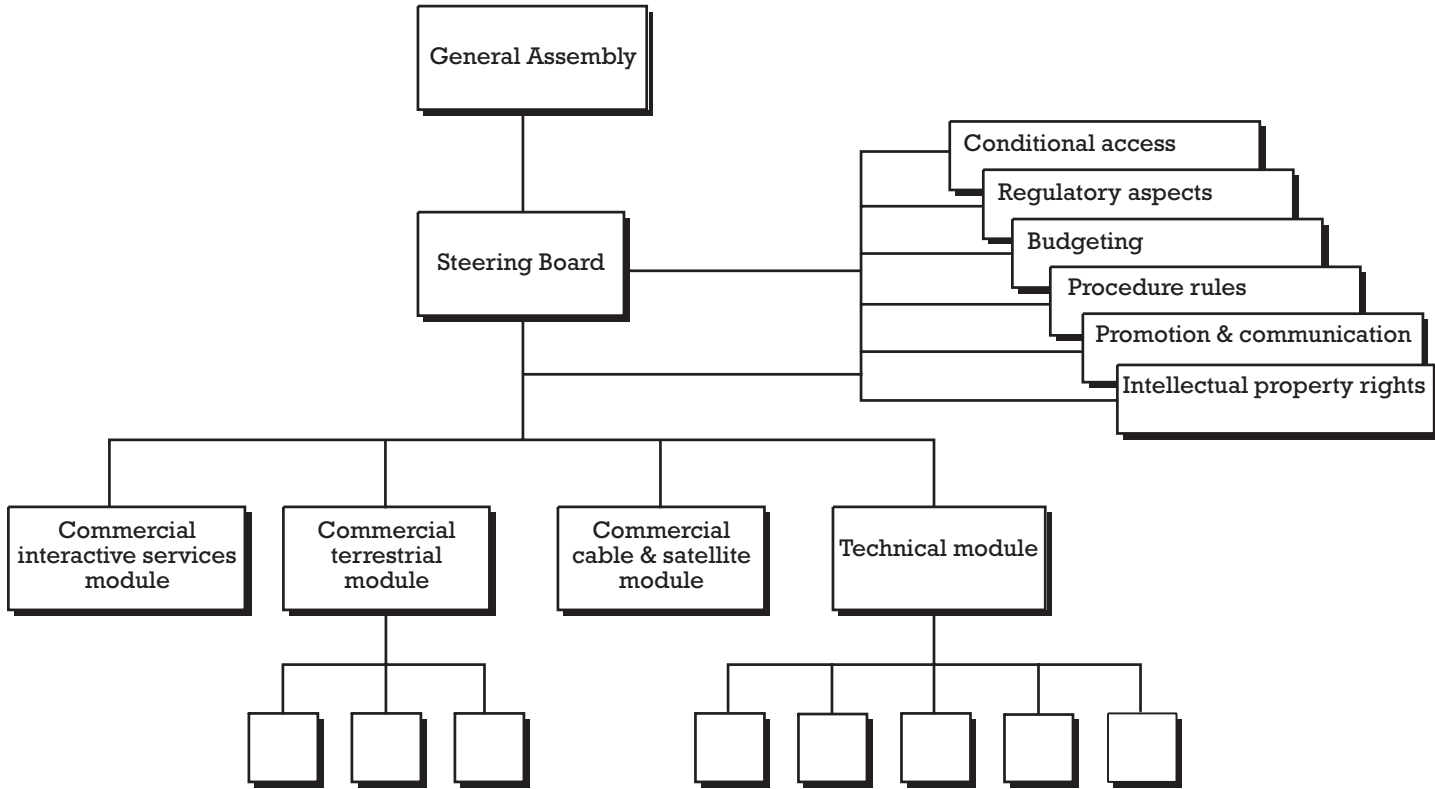 General Assembly
Conditional access
Regulatory aspects
Budgeting
Steering Board
Procedure rules
Promotion & communication
Intellectual property rights
Commercial
interactive services
module
Commercial
terrestrial
module
Commercial
cable & satellite
module
Technical module